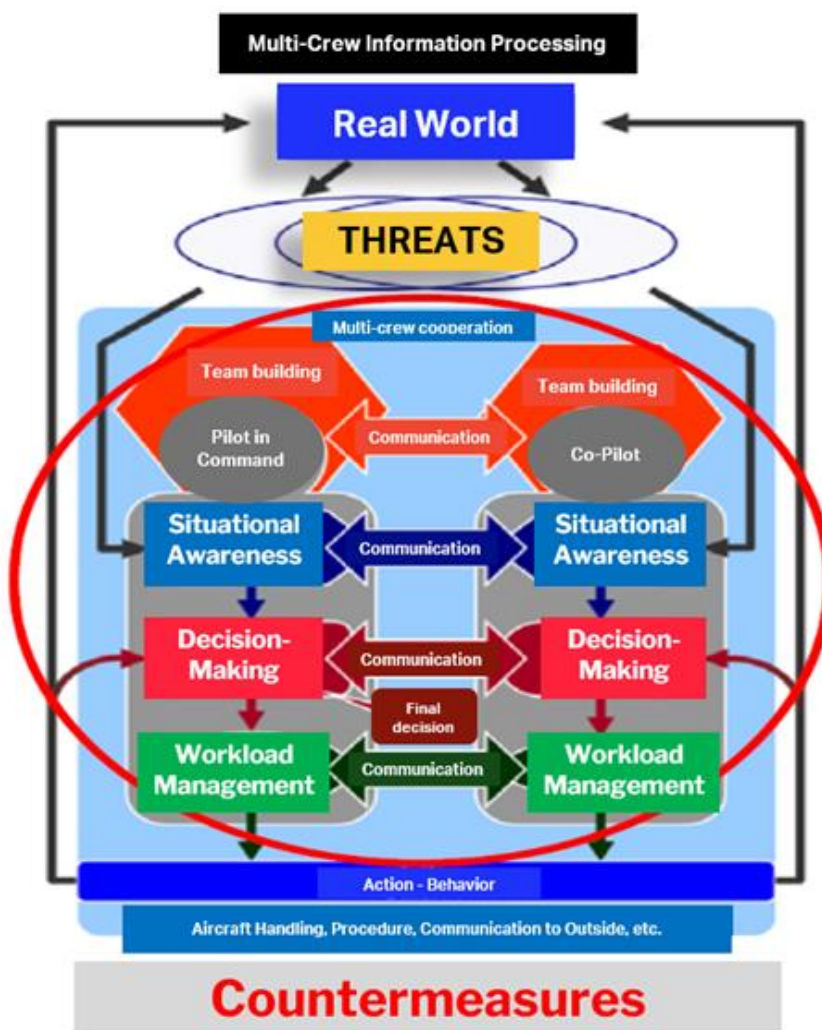 Multi-Crew Information Processing
Real World
THREATS
Multi-crew cooperation
Team building
Team building
Pilot in
Command
Communication
Co-Pilot
Situational
Awareness
Communication
Situational
Awareness
Decision-
Making
Communication
Decision-
Making
Final
decision
Workload
Management
Communication
Workload
Management
Action - Behavior
Aircraft Handling, Procedure, Communication to Outside, etc.
Countermeasures